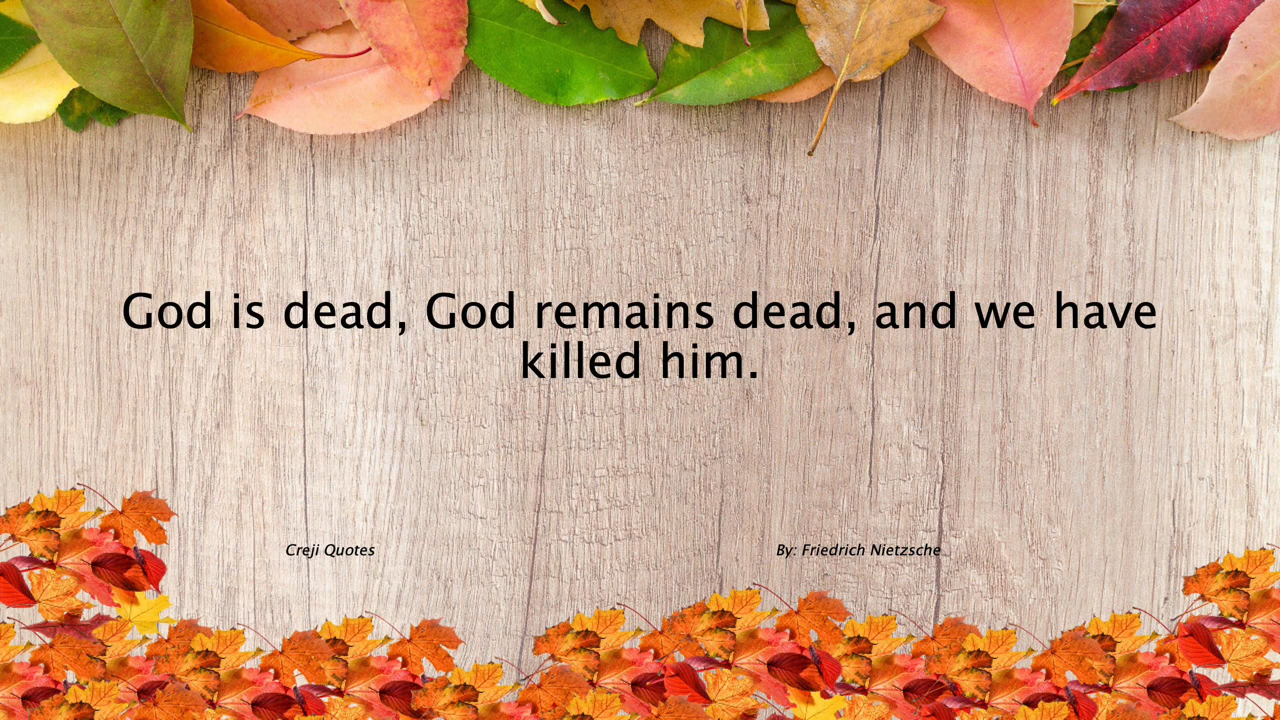 God is dead, God remains dead, and we have
killed him.
Creji Quotes
By: Friedrich Nietzsche